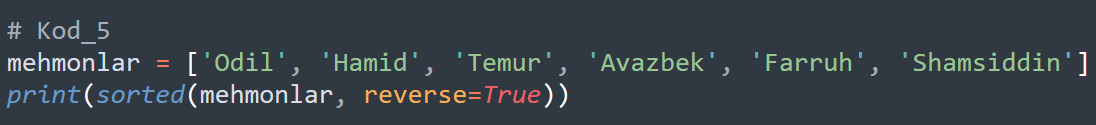 # Kod_5
mehmonlar = ['Odil', 'Hamid', 'Temur', 'Avazbek', 'Farruh', 'Shamsiddin']
print(sorted(mehmonlar, reverse=True))